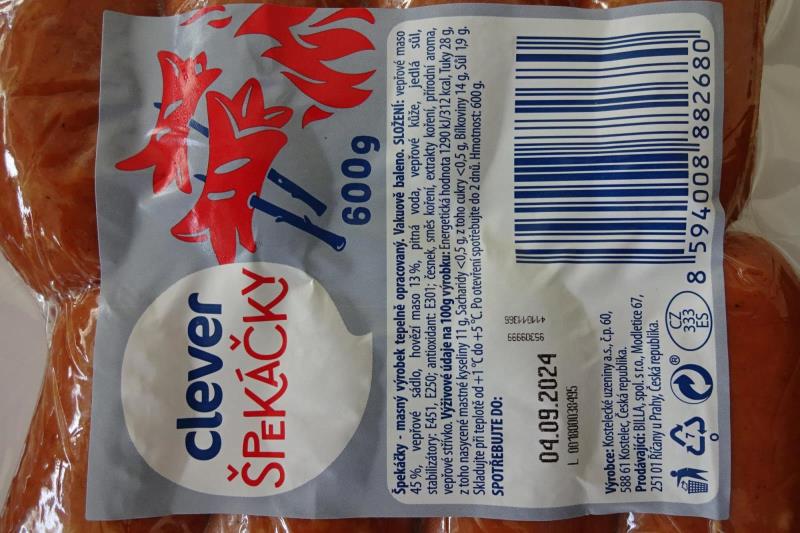 clever
ŠPEKÁČKY
600g
Špekáčky - masný výrobek tepelně opracovaný. Vakuově baleno. SLOŽENÍ: vepřové maso
45 %, vepřové sádlo, hovězí maso 13 %, pitná voda, vepřové kůže, jedlá sůl,
stabilizátory: E451, E250; antioxidant: E301; česnek, směs koření, extrakty koření, přírodní aroma,
vepřové střívko. Výživové údaje na 100g výrobku: Energetická hodnota 1290 kJ/312 kcal, Tuky 28 g,
z toho nasycené mastné kyseliny 11 g, Sacharidy <0,5 g, z toho cukry <0,5 g, Bílkoviny 14 g, Sůl 1,9 g.
Skladujte při teplotě od +1 °C do +5 °C. Po otevření spotřebujte do 2 dnů. Hmotnost: 600 g.
SPOTŘEBUJTE DO:
04.09.2024
L 001800038495
Výrobce: Kostelecké uzeniny a.s., č.p. 60,
588 61 Kostelec, Česká republika.
Prodávající: BILLA, spol. s r.o., Modletice 67,
251 01 Říčany u Prahy, Česká republika.
7
®
CZ
333
ES
8 594008 882680